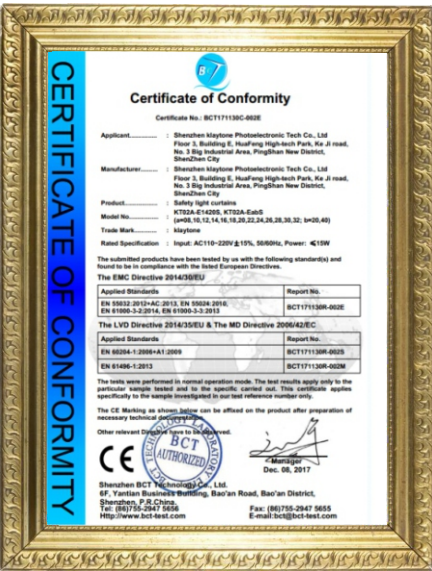 CERTIFICATE OF CONFORMITY
BCT
Certificate of Conformity
Certificate No.: BCT171130C-002E
Applicant............... : Shenzhen klaytone Photoelectronic Tech Co., Ltd
Floor 3, Building E, HuaFeng High-tech Park, Ke Ji road,
No. 3 Big Industrial Area, PingShan New District,
ShenZhen City
Manufacturer.......... : Shenzhen klaytone Photoelectronic Tech Co., Ltd
Floor 3, Building E, HuaFeng High-tech Park, Ke Ji road,
No. 3 Big Industrial Area, PingShan New District,
ShenZhen City
Product................... : Safety light curtains
Model No............... : KT02A-E1420S, KT02A-EabS
(a=08,10,12,14,16,18,20,22,24,26,28,30,32; b=20,40)
Trade Mark............. : klaytone
Rated Specification : Input: AC110~220V±15%, 50/60Hz, Power: ≤15W
The submitted products have been tested by us with the following standard(s) and
found to be in compliance with the listed European Directives.
The EMC Directive 2014/30/EU
Applied Standards Report No.
EN 55032:2012+AC:2013, EN 55024:2010,
EN 61000-3-2:2014, EN 61000-3-3:2013 BCT171130R-002E
The LVD Directive 2014/35/EU & The MD Directive 2006/42/EC
Applied Standards Report No.
EN 60204-1:2006+A1:2009 BCT171130R-002S
EN 61496-1:2013 BCT171130R-002M
The tests were performed in normal operation mode. The test results apply only to the
particular sample tested and to the specific carried out. This certificate applies
specifically to the sample investigated in our test reference number only.
The CE Marking as shown below can be affixed on the product after preparation of
necessary technical documentation.
Other relevant Directive have to be observed.
CE
BCT TECHNOLOGY LABORATORY
BCT
AUTHORIZED
Manager
Dec. 08, 2017
Shenzhen BCT Technology Co., Ltd.
6F, Yantian Business Building, Bao'an Road, Bao'an District,
Shenzhen, P.R.China.
Tel: (86)755-2947 5656 Fax: (86)755-2947 5655
Http://www.bct-test.com E-mail:bct@bct-test.com